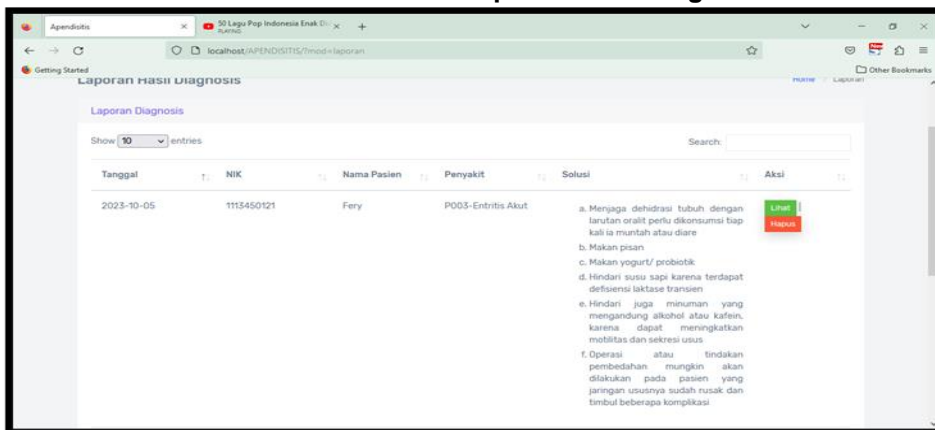 Apendisitis
50 Lagu Pop Indonesia Enak Di
PLAYING
localhost/APENDISITIS/?mod=laporan
Getting Started
Other Bookmarks
Laporan Hasil Diagnosis
Home / Laporan
Laporan Diagnosis
Show 10 entries
Search:
Tanggal NIK Nama Pasien Penyakit Solusi Aksi
2023-10-05 1113450121 Fery P003-Entritis Akut
a. Menjaga dehidrasi tubuh dengan
larutan oralit perlu dikonsumsi tiap
kali ia muntah atau diare
b. Makan pisan
c. Makan yogurt/ probiotik
d. Hindari susu sapi karena terdapat
defisiensi laktase transien
e. Hindari juga minuman yang
mengandung alkohol atau kafein,
karena dapat meningkatkan
motilitas dan sekresi usus
f. Operasi atau tindakan
pembedahan mungkin akan
dilakukan pada pasien yang
jaringan ususnya sudah rusak dan
timbul beberapa komplikasi
Lihat
Hapus